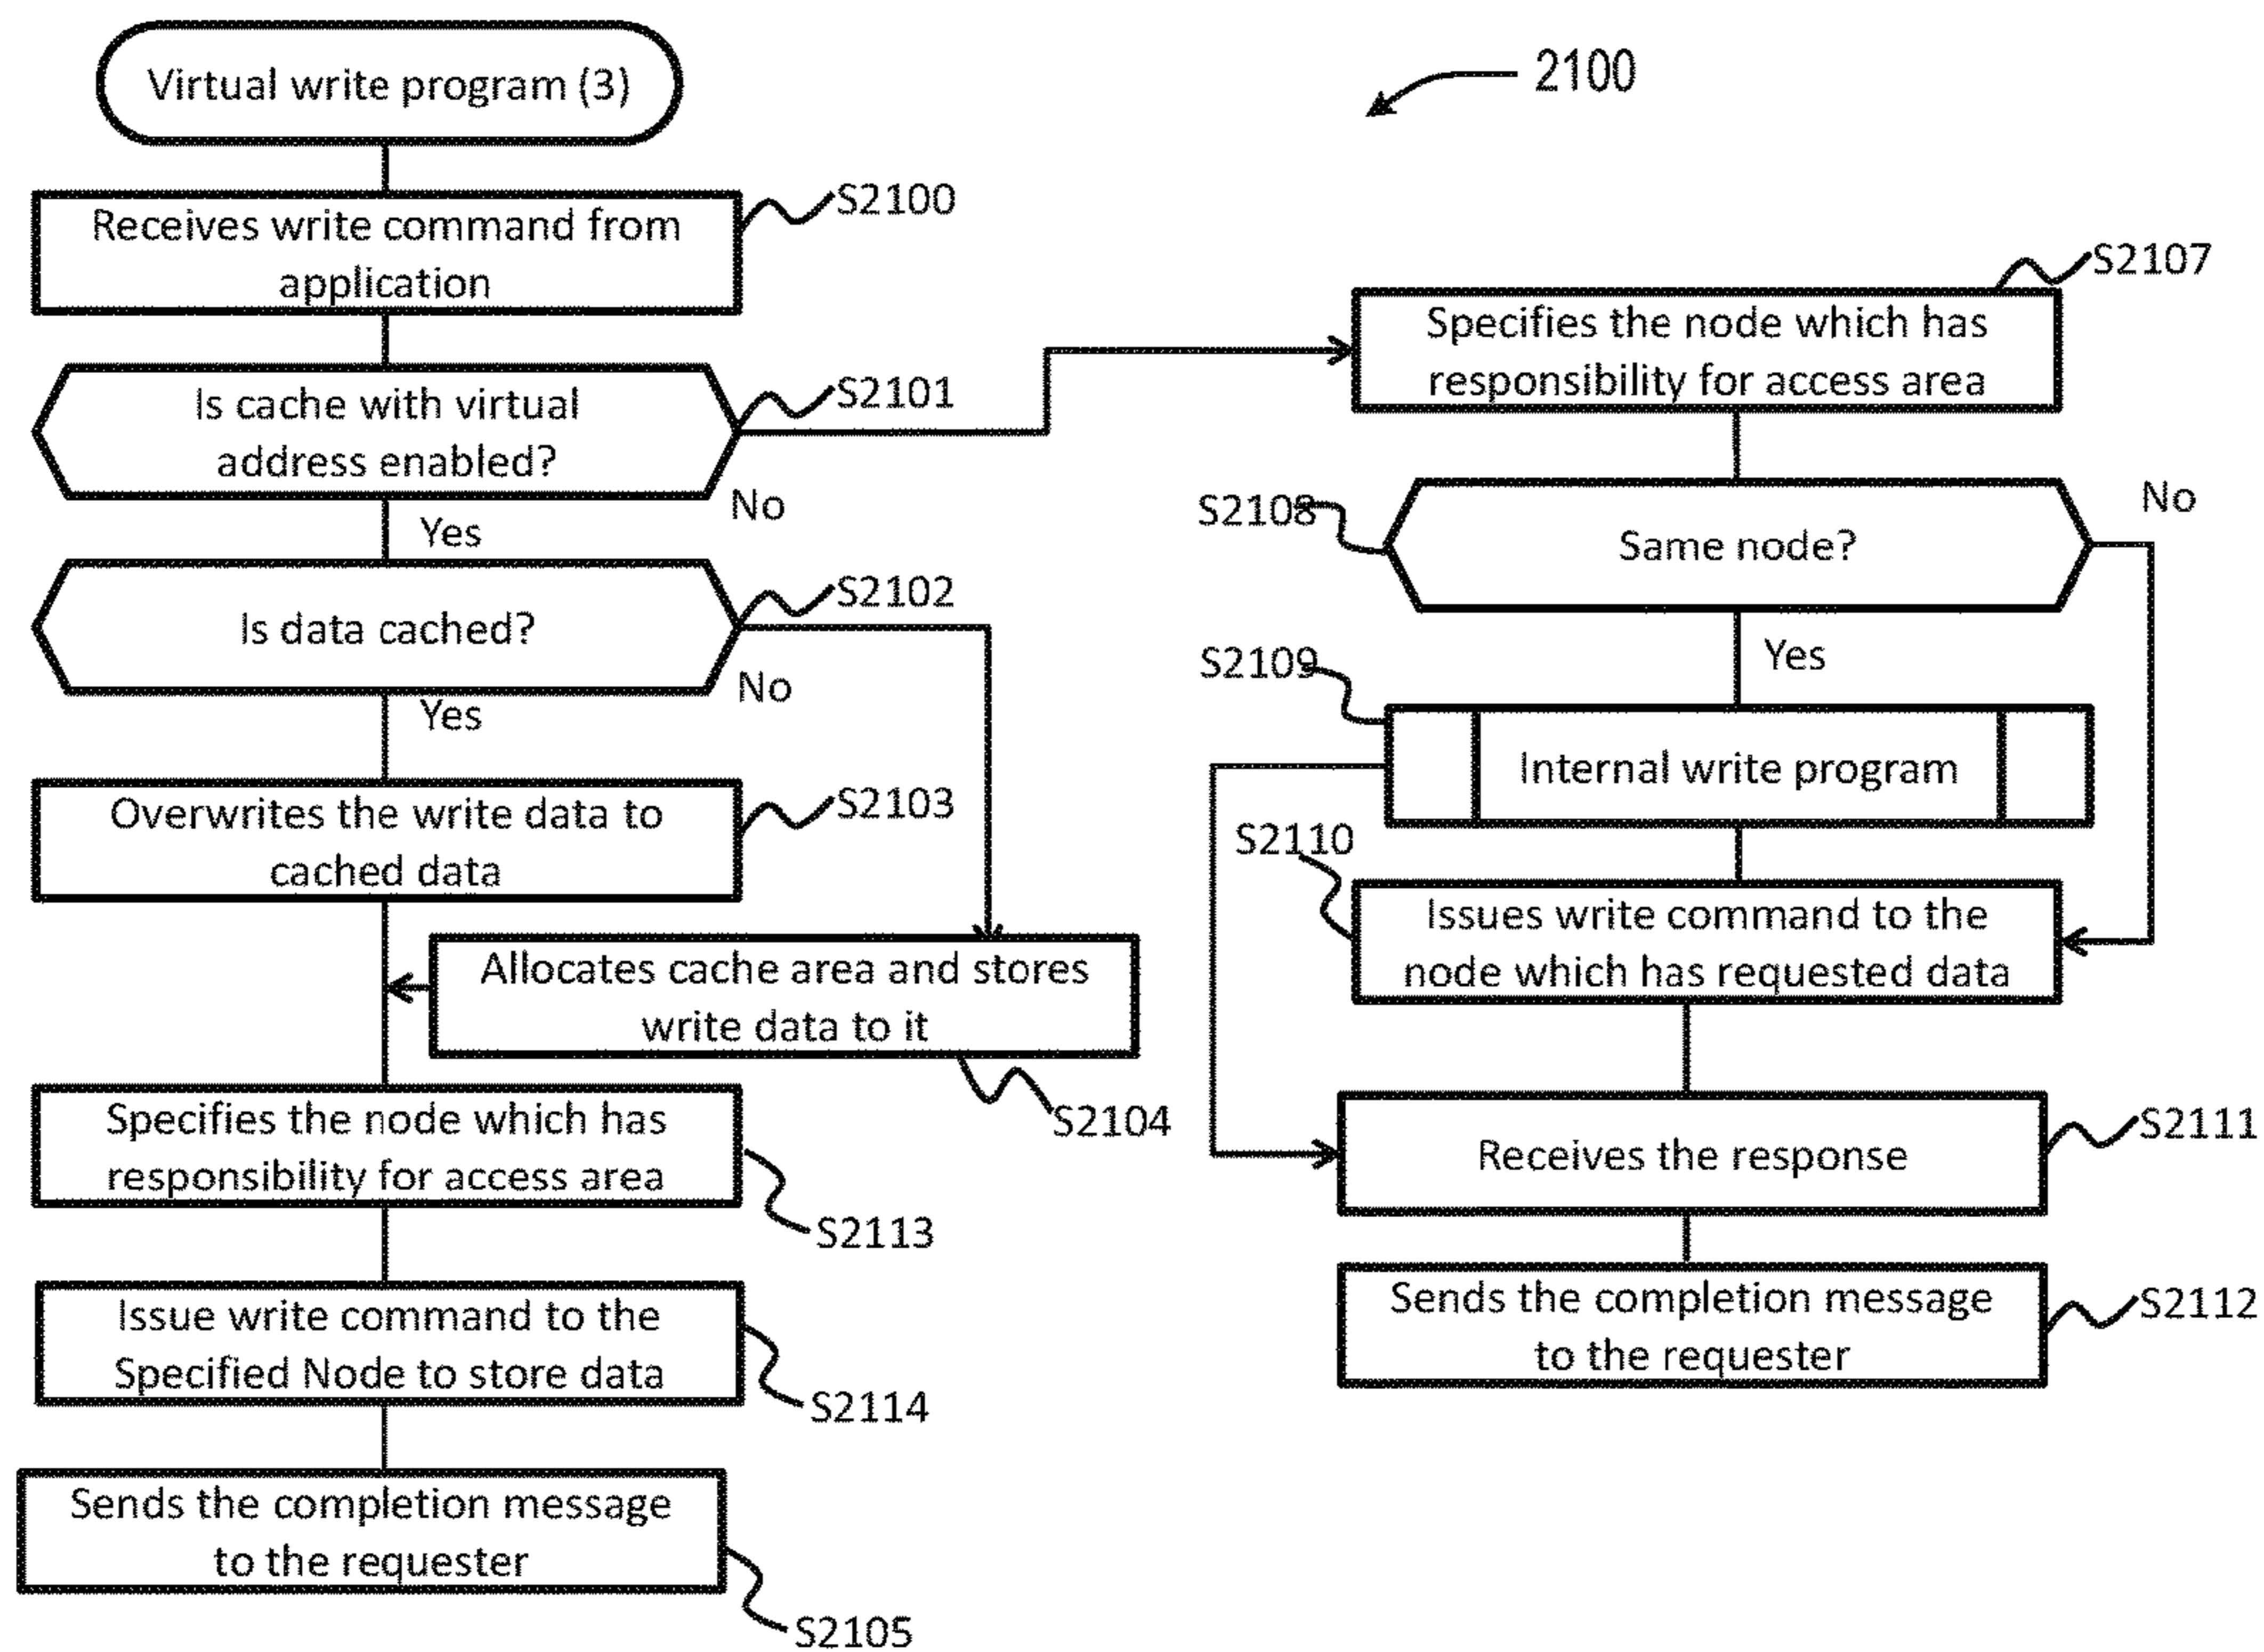 Virtual write program (3)
2100
Receives write command from
application
S2100
Is cache with virtual
address enabled?
S2101
No
Yes
Is data cached?
S2102
No
Yes
Overwrites the write data to
cached data
S2103
Allocates cache area and stores
write data to it
S2104
Specifies the node which has
responsibility for access area
S2113
Issue write command to the
Specified Node to store data
S2114
Sends the completion message
to the requester
S2105
S2107
Specifies the node which has
responsibility for access area
S2108
Same node?
No
Yes
S2109
Internal write program
S2110
Issues write command to the
node which has requested data
Receives the response
S2111
Sends the completion message
to the requester
S2112